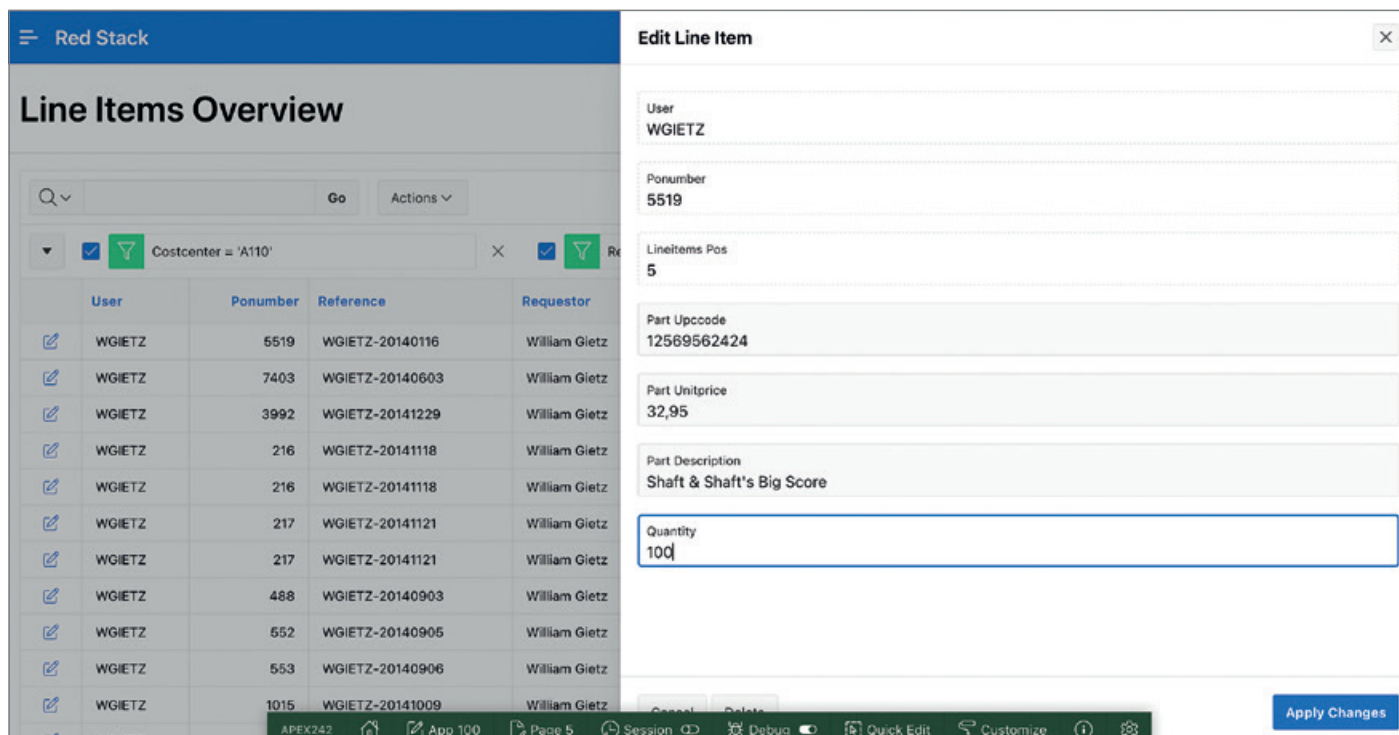 Red Stack
Line Items Overview
Go
Actions
Costcenter = 'A110'
Re
User Ponumber Reference Requestor
WGIETZ 5519 WGIETZ-20140116 William Gietz
WGIETZ 7403 WGIETZ-20140603 William Gietz
WGIETZ 3992 WGIETZ-20141229 William Gietz
WGIETZ 216 WGIETZ-20141118 William Gietz
WGIETZ 216 WGIETZ-20141118 William Gietz
WGIETZ 217 WGIETZ-20141121 William Gietz
WGIETZ 217 WGIETZ-20141121 William Gietz
WGIETZ 488 WGIETZ-20140903 William Gietz
WGIETZ 552 WGIETZ-20140905 William Gietz
WGIETZ 553 WGIETZ-20140906 William Gietz
WGIETZ 1015 WGIETZ-20141009 William Gietz
Edit Line Item
User
WGIETZ
Ponumber
5519
Lineitems Pos
5
Part Upccode
12569562424
Part Unitprice
32,95
Part Description
Shaft & Shaft's Big Score
Quantity
100
Cancel Delete
Apply Changes
APEX242 App 100 Page 5 Session Debug Quick Edit Customize